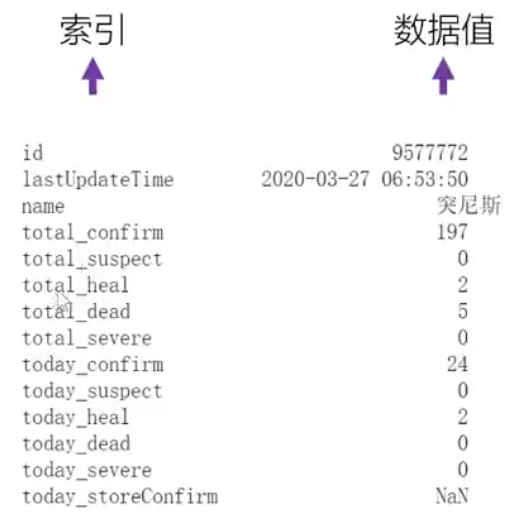 索引 数据值
id 9577772
lastUpdateTime 2020-03-27 06:53:50
name 突尼斯
total_confirm 197
total_suspect 0
total_heal 2
total_dead 5
total_severe 0
today_confirm 24
today_suspect 0
today_heal 2
today_dead 0
today_severe 0
today_storeConfirm NaN